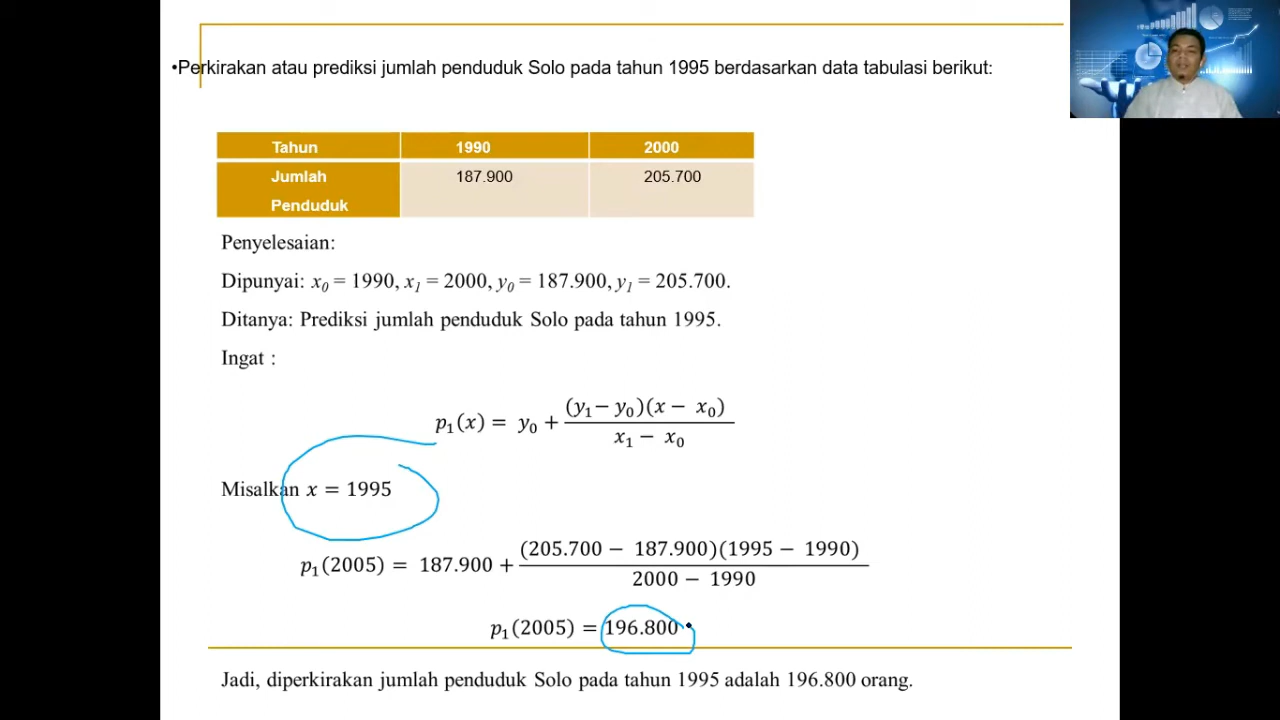 •Perkirakan atau prediksi jumlah penduduk Solo pada tahun 1995 berdasarkan data tabulasi berikut:
Tahun 1990 2000
Jumlah Penduduk 187.900 205.700
Penyelesaian:
Dipunyai: x₀ = 1990, x₁ = 2000, y₀ = 187.900, y₁ = 205.700.
Ditanya: Prediksi jumlah penduduk Solo pada tahun 1995.
Ingat :
p₁(x) = y₀ + (y₁ − y₀)(x − x₀) / x₁ − x₀
Misalkan x = 1995
p₁(2005) = 187.900 + (205.700 − 187.900)(1995 − 1990) / 2000 − 1990
p₁(2005) = 196.800
Jadi, diperkirakan jumlah penduduk Solo pada tahun 1995 adalah 196.800 orang.